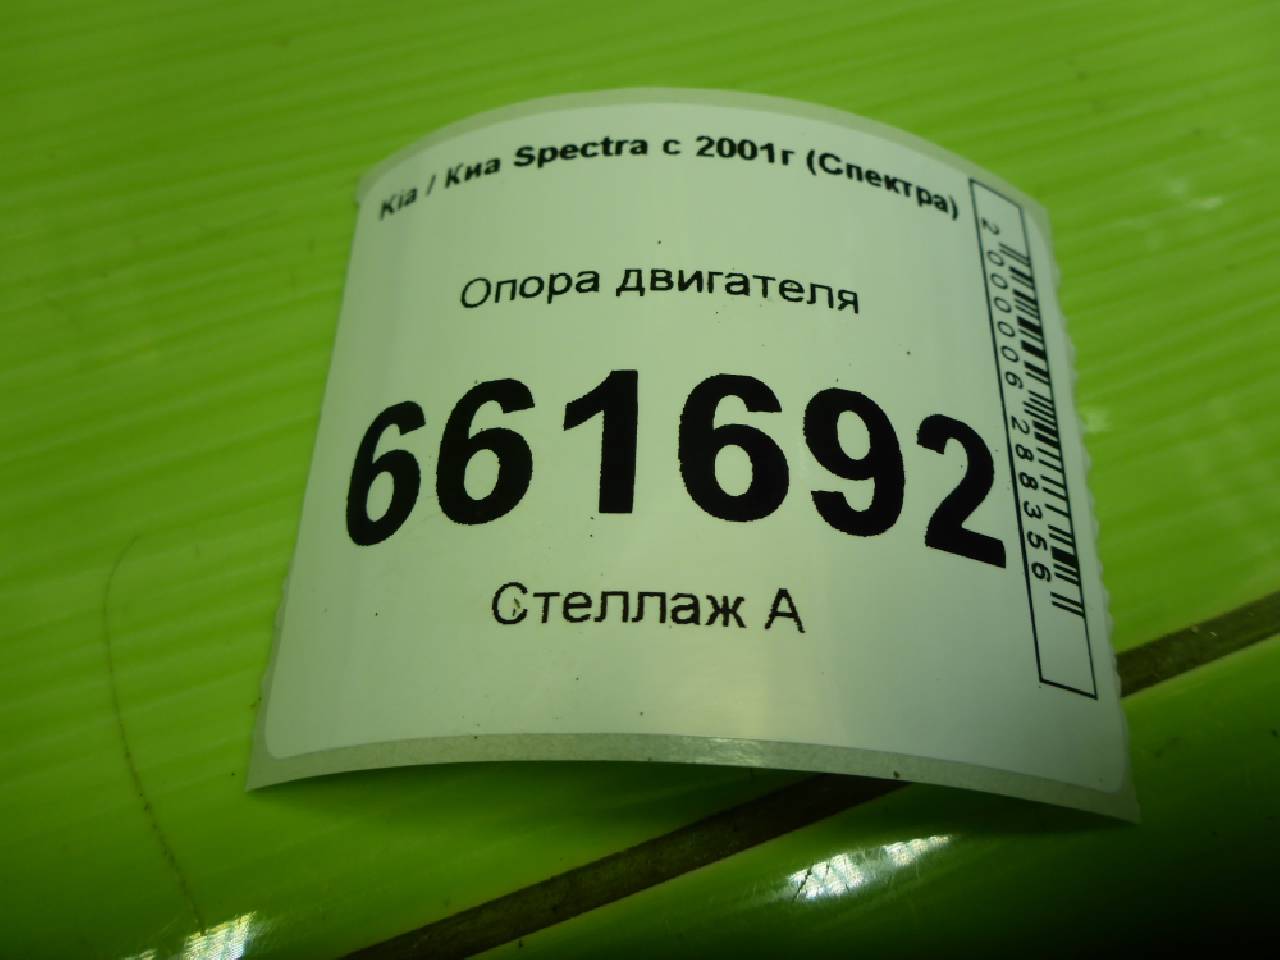 Kia / Киа Spectra с 2001г (Спектра)
Опора двигателя
661692
Стеллаж А
2000006288356